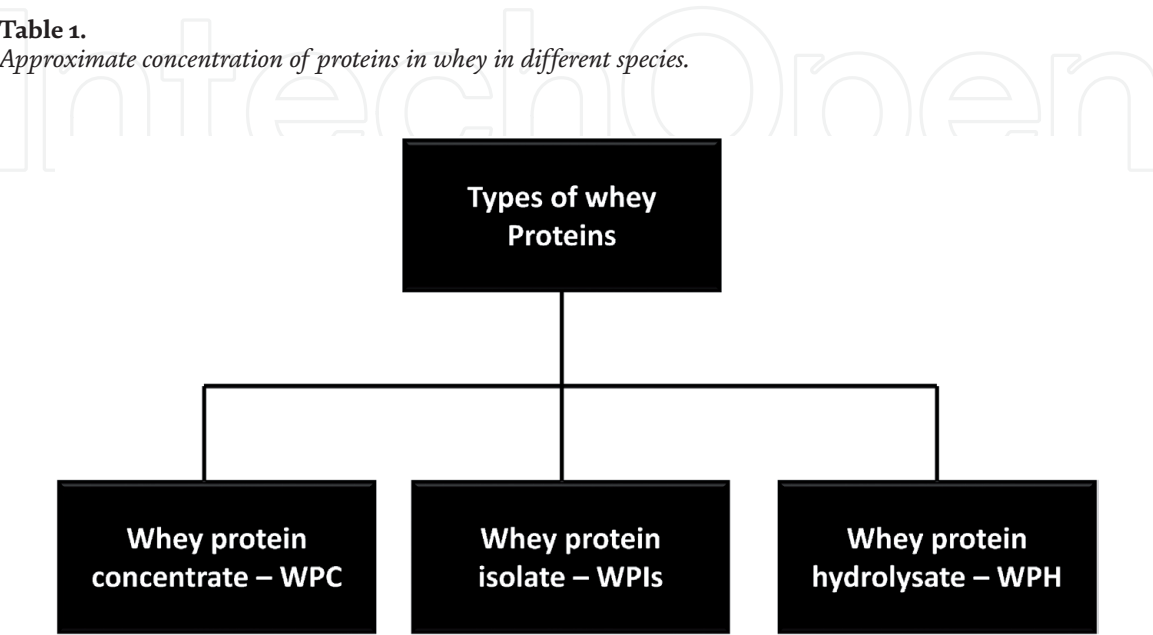 Table 1.
Approximate concentration of proteins in whey in different species.
IntechOpen
Types of whey
Proteins
Whey protein
concentrate – WPC
Whey protein
isolate – WPIs
Whey protein
hydrolysate – WPH